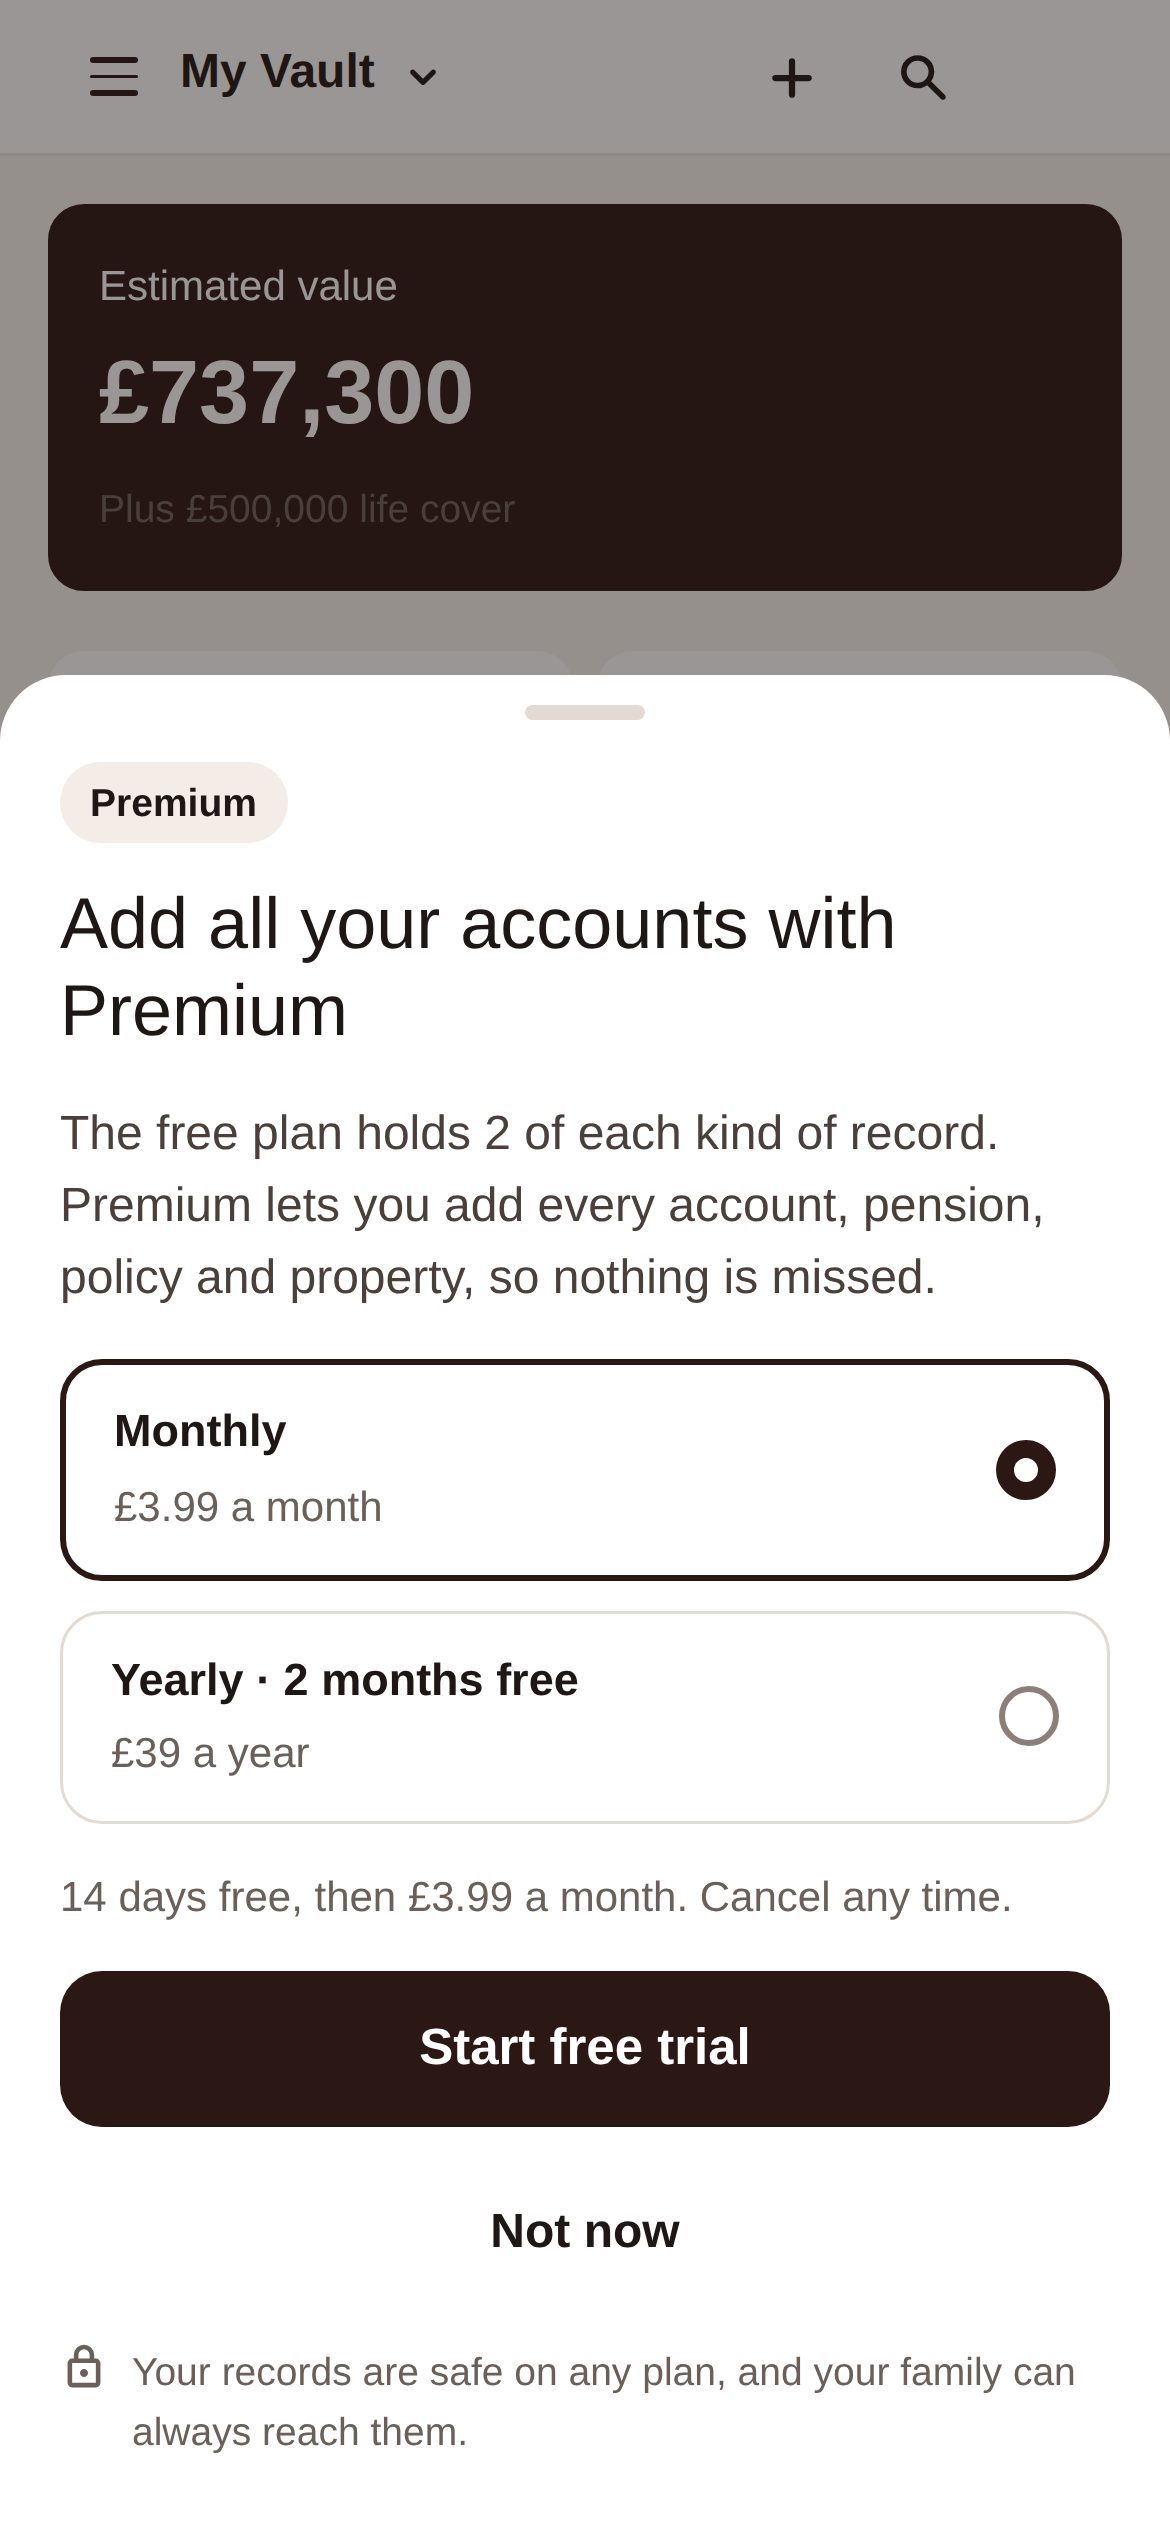 My Vault
Estimated value
£737,300
Plus £500,000 life cover
Premium
Add all your accounts with
Premium
The free plan holds 2 of each kind of record.
Premium lets you add every account, pension,
policy and property, so nothing is missed.
Monthly
£3.99 a month
Yearly · 2 months free
£39 a year
14 days free, then £3.99 a month. Cancel any time.
Start free trial
Not now
Your records are safe on any plan, and your family can
always reach them.